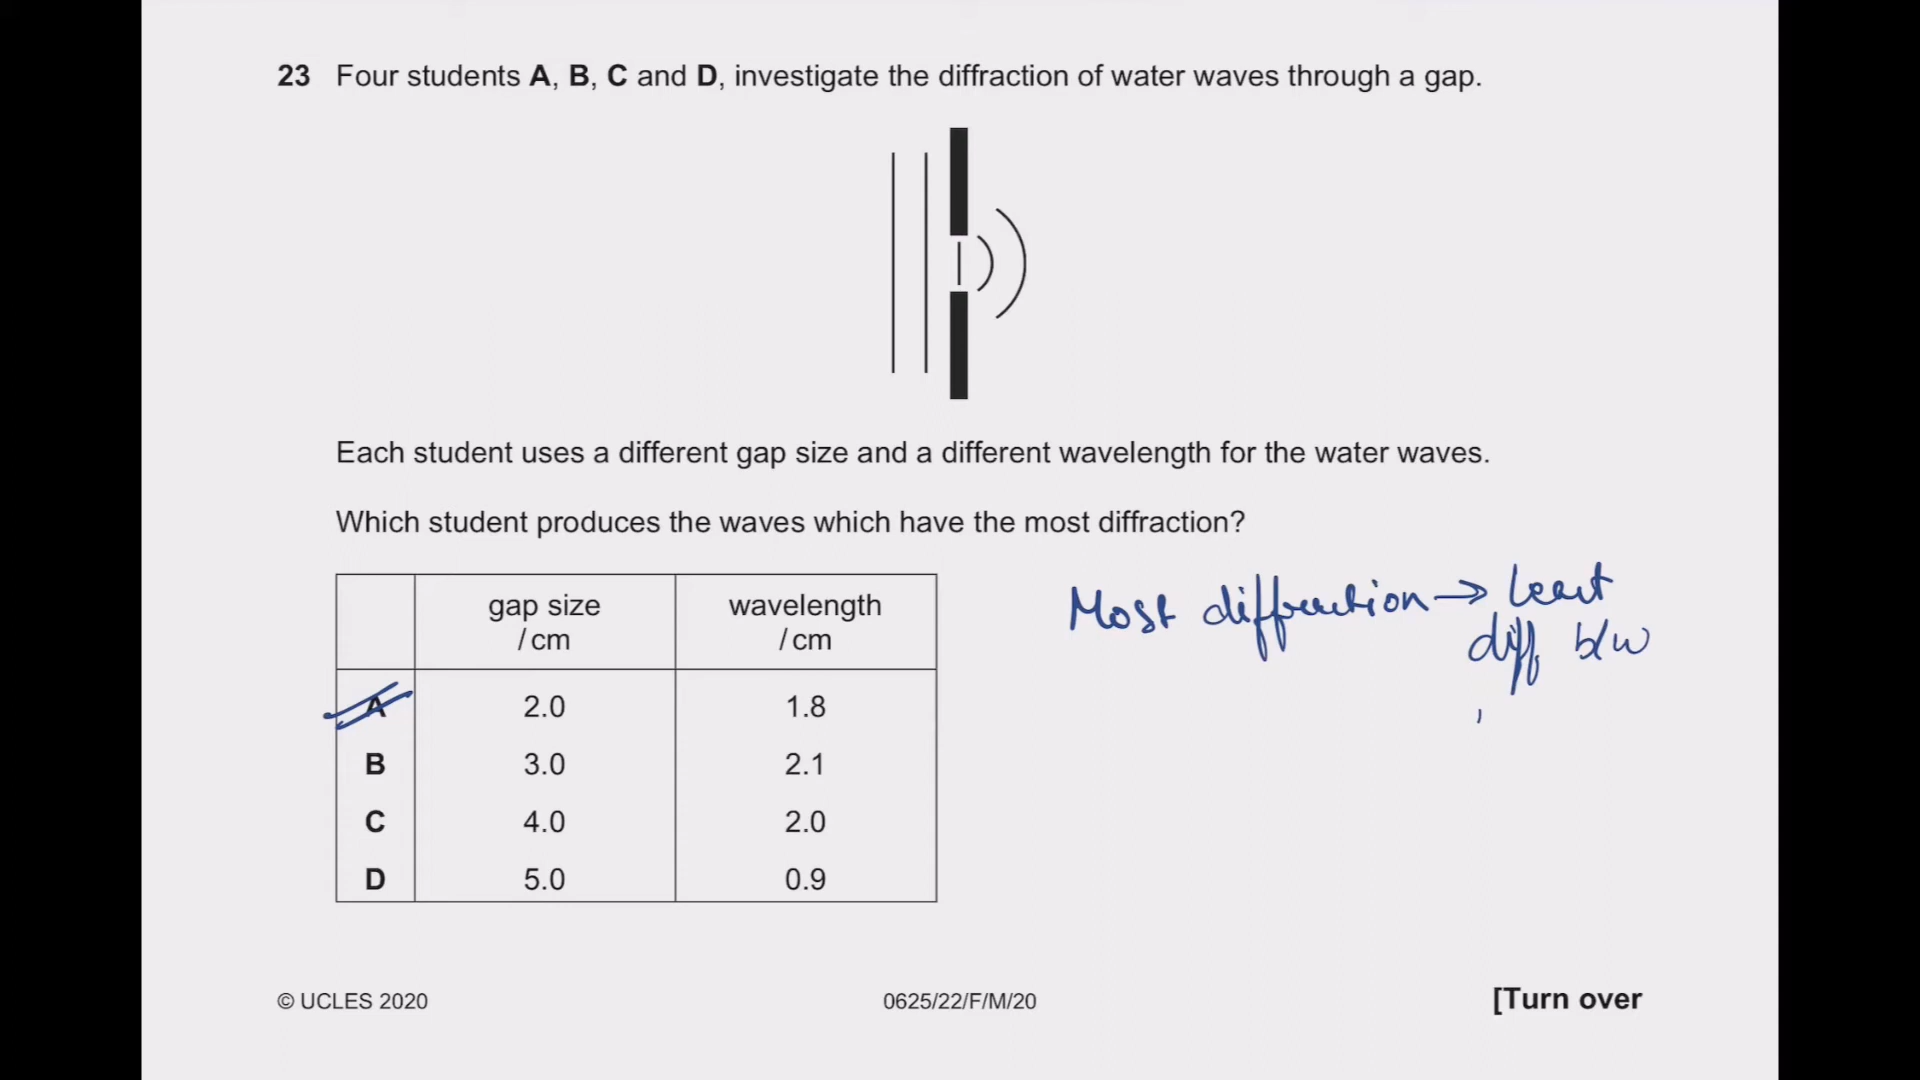 23 Four students A, B, C and D, investigate the diffraction of water waves through a gap.
Each student uses a different gap size and a different wavelength for the water waves.
Which student produces the waves which have the most diffraction?
gap size /cm wavelength /cm
A 2.0 1.8
B 3.0 2.1
C 4.0 2.0
D 5.0 0.9
Most diffraction → least
diff b/w
© UCLES 2020 0625/22/F/M/20 [Turn over